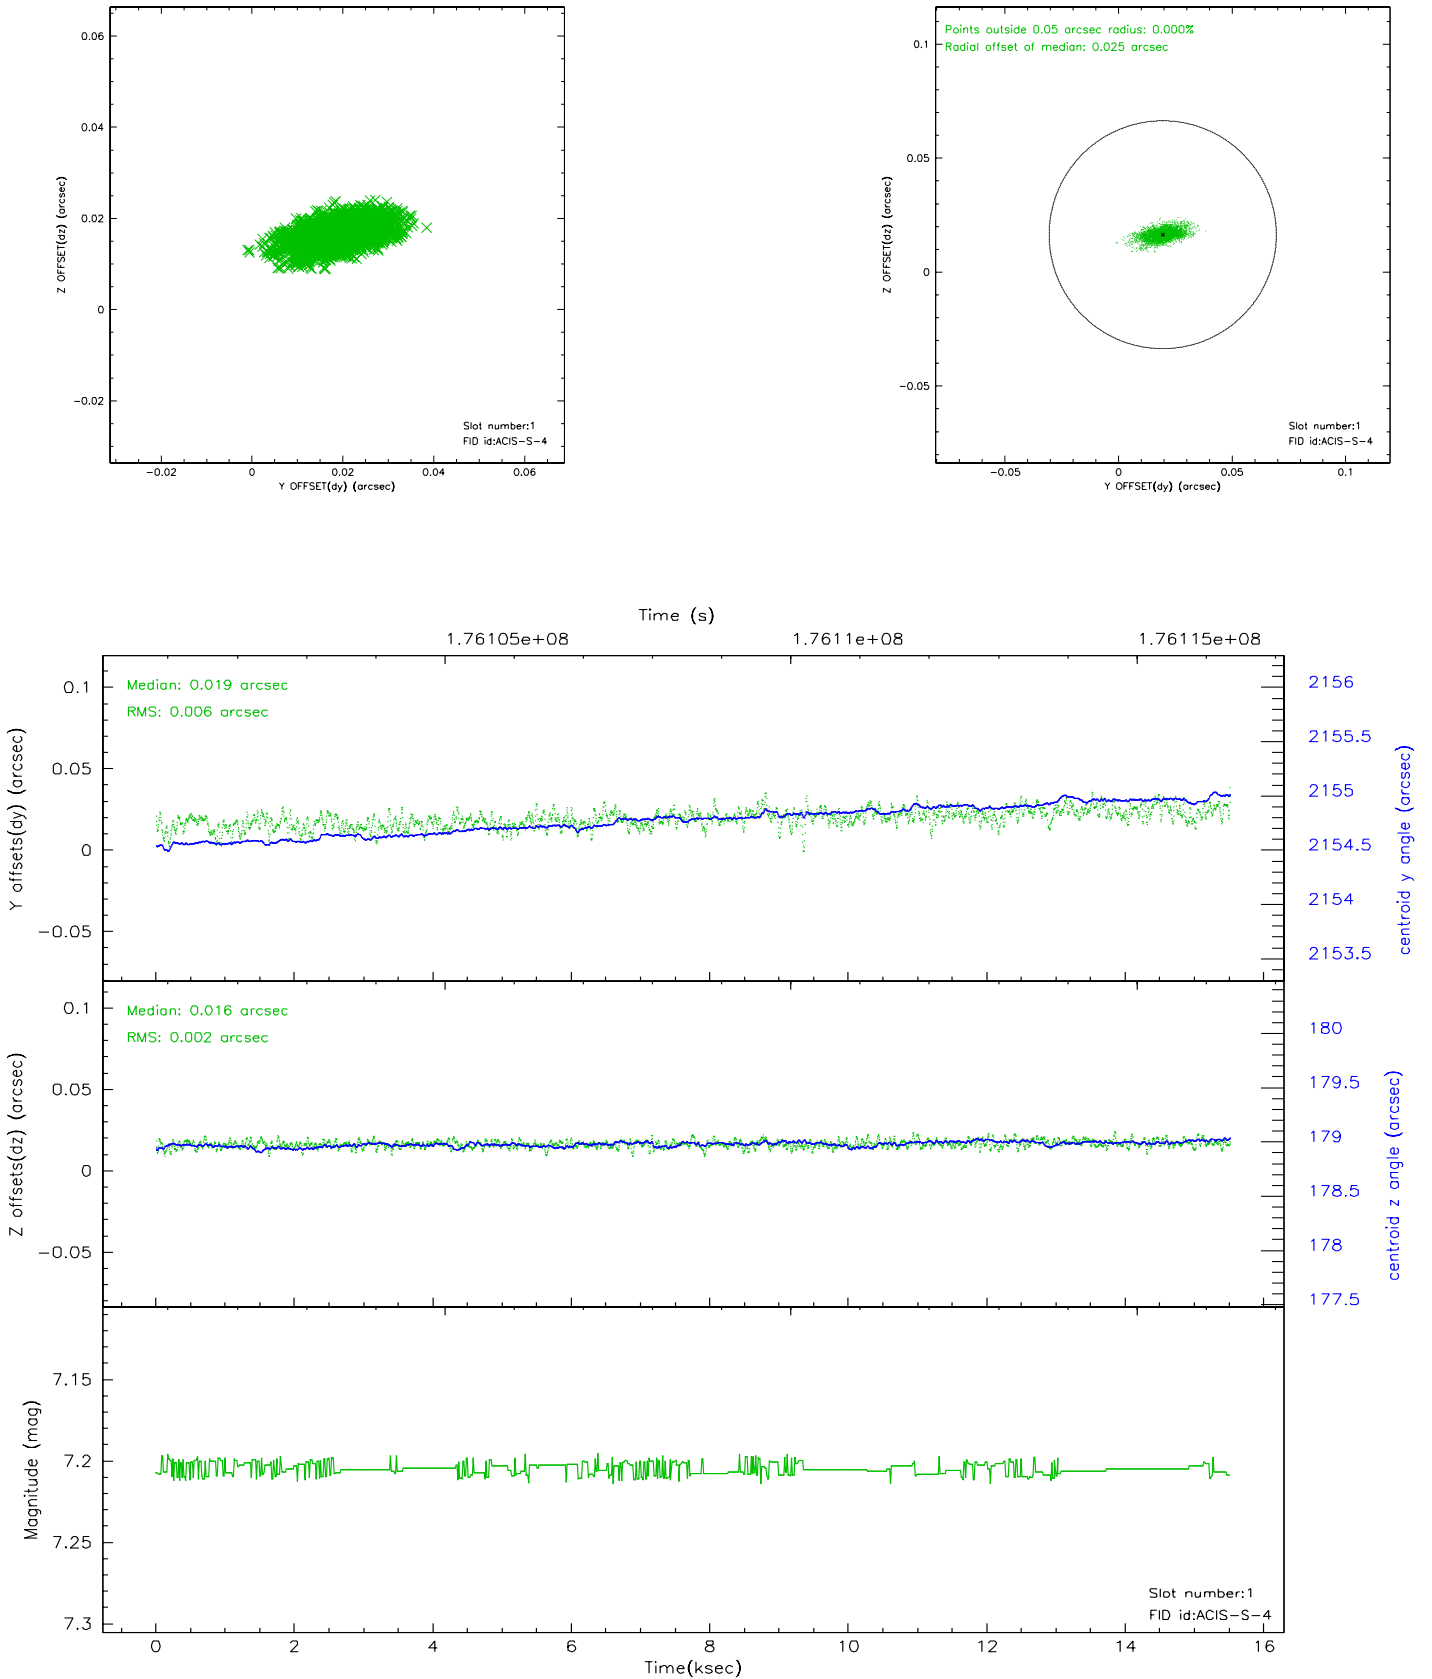 0.06
0.04
0.02
0
−0.02
Z OFFSET(dz) (arcsec)
Slot number:1
FID id:ACIS−S−4
−0.02 0 0.02 0.04 0.06
Y OFFSET(dy) (arcsec)
Points outside 0.05 arcsec radius: 0.000%
Radial offset of median: 0.025 arcsec
0.1
0.05
0
−0.05
Z OFFSET(dz) (arcsec)
Slot number:1
FID id:ACIS−S−4
−0.05 0 0.05 0.1
Y OFFSET(dy) (arcsec)
Time (s)
1.76105e+08 1.7611e+08 1.76115e+08
Median: 0.019 arcsec
RMS: 0.006 arcsec
0.1
0.05
0
−0.05
Y offsets(dy) (arcsec)
2156
2155.5
2155
2154.5
2154
2153.5
centroid y angle (arcsec)
Median: 0.016 arcsec
RMS: 0.002 arcsec
0.1
0.05
0
−0.05
Z offsets(dz) (arcsec)
180
179.5
179
178.5
178
177.5
centroid z angle (arcsec)
7.15
7.2
7.25
7.3
Magnitude (mag)
Slot number:1
FID id:ACIS−S−4
0 2 4 6 8 10 12 14 16
Time(ksec)